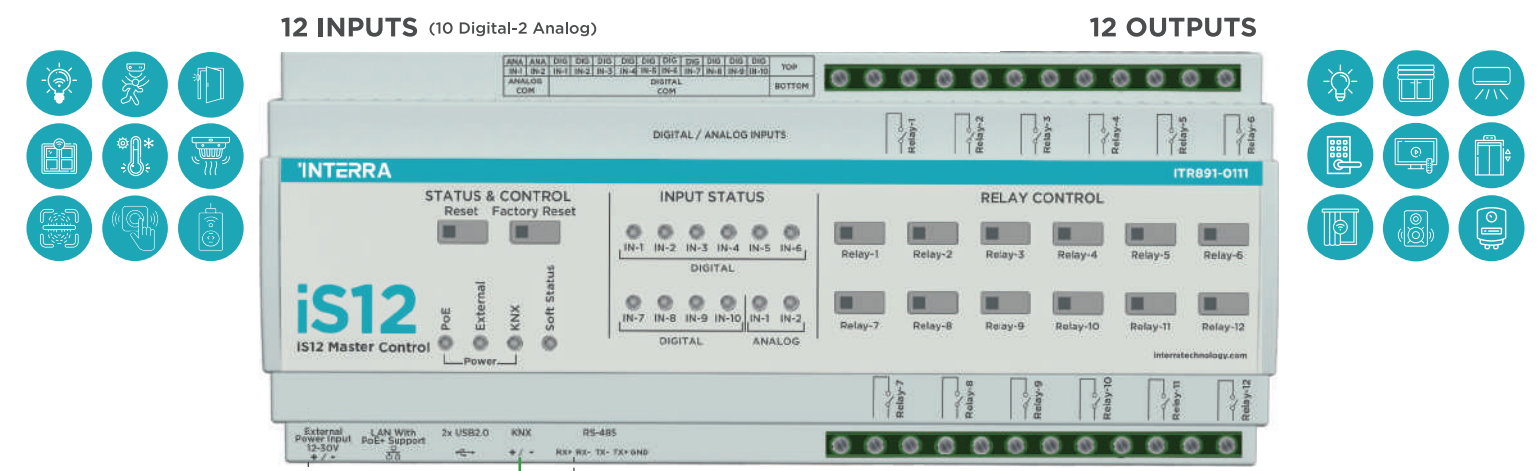 12 INPUTS (10 Digital-2 Analog)
12 OUTPUTS
ANA ANA DIG DIG DIG DIG DIG DIG DIG DIG DIG DIG TOP
IN-1 IN-2 IN-1 IN-2 IN-3 IN-4 IN-5 IN-6 IN-7 IN-8 IN-9 IN-10
ANALOG COM DIGITAL COM BOTTOM
DIGITAL / ANALOG INPUTS
Relay-1 Relay-2 Relay-3 Relay-4 Relay-5 Relay-6
INTERRA
ITR891-0111
STATUS & CONTROL
Reset Factory Reset
INPUT STATUS
IN-1 IN-2 IN-3 IN-4 IN-5 IN-6
DIGITAL
IN-7 IN-8 IN-9 IN-10 IN-1 IN-2
DIGITAL ANALOG
RELAY CONTROL
Relay-1 Relay-2 Relay-3 Relay-4 Relay-5 Relay-6
Relay-7 Relay-8 Relay-9 Relay-10 Relay-11 Relay-12
iS12
iS12 Master Control
PoE External KNX Soft Status
Power
interratechnology.com
Relay-7 Relay-8 Relay-9 Relay-10 Relay-11 Relay-12
External
Power Input
12-30V
+ / -
LAN With
PoE+ Support
2x USB2.0
KNX
+ / -
RS-485
RX+ RX- TX- TX+ GND